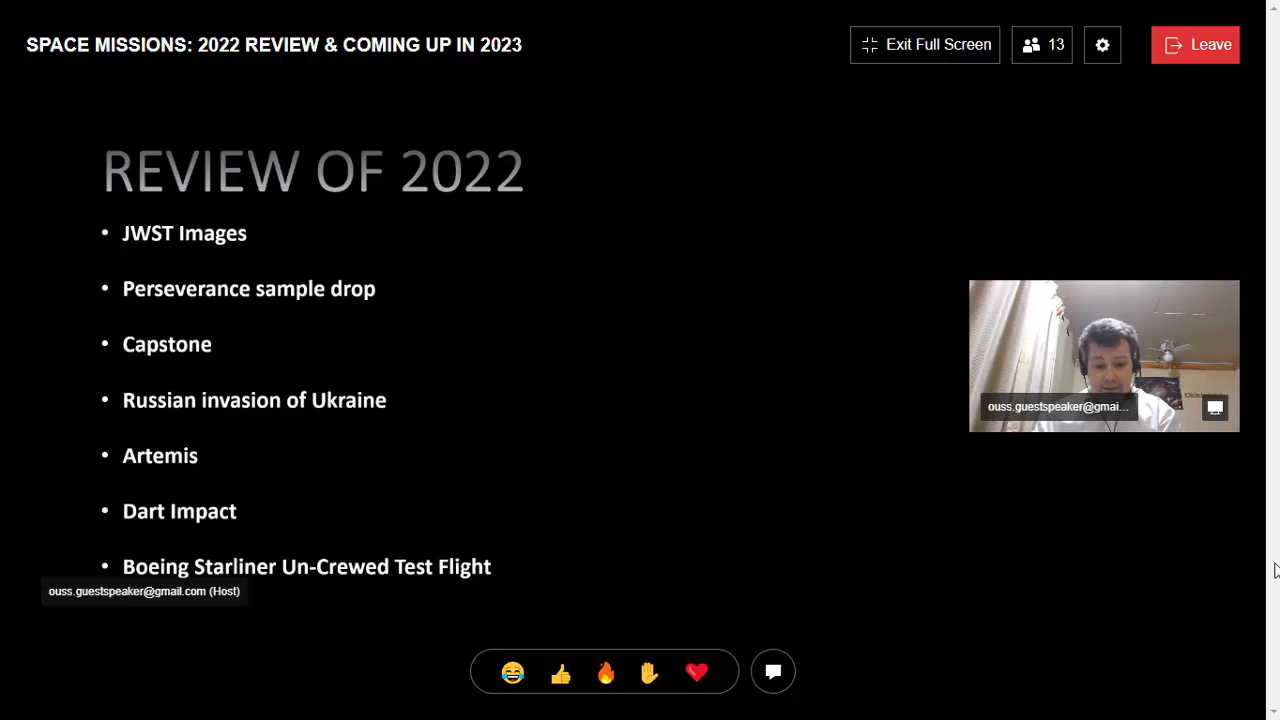 SPACE MISSIONS: 2022 REVIEW & COMING UP IN 2023
Exit Full Screen
13
Leave
REVIEW OF 2022
• JWST Images
• Perseverance sample drop
• Capstone
• Russian invasion of Ukraine
• Artemis
• Dart Impact
• Boeing Starliner Un-Crewed Test Flight
ouss.guestspeaker@gmai...
ouss.guestspeaker@gmail.com (Host)